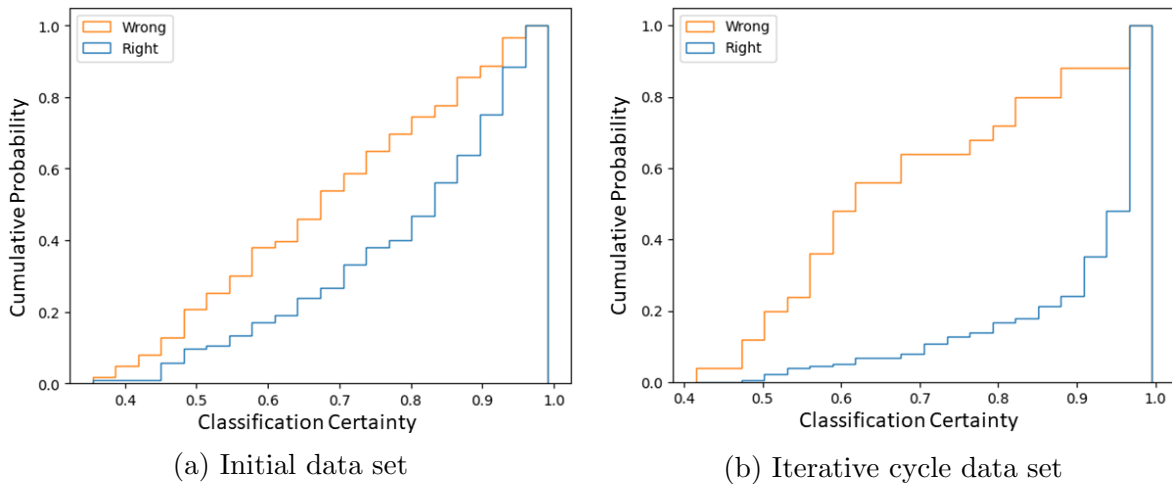 Wrong
Right
1.0
0.8
0.6
0.4
0.2
0.0
Cumulative Probability
0.4 0.5 0.6 0.7 0.8 0.9 1.0
Classification Certainty
(a) Initial data set
Wrong
Right
1.0
0.8
0.6
0.4
0.2
0.0
Cumulative Probability
0.4 0.5 0.6 0.7 0.8 0.9 1.0
Classification Certainty
(b) Iterative cycle data set